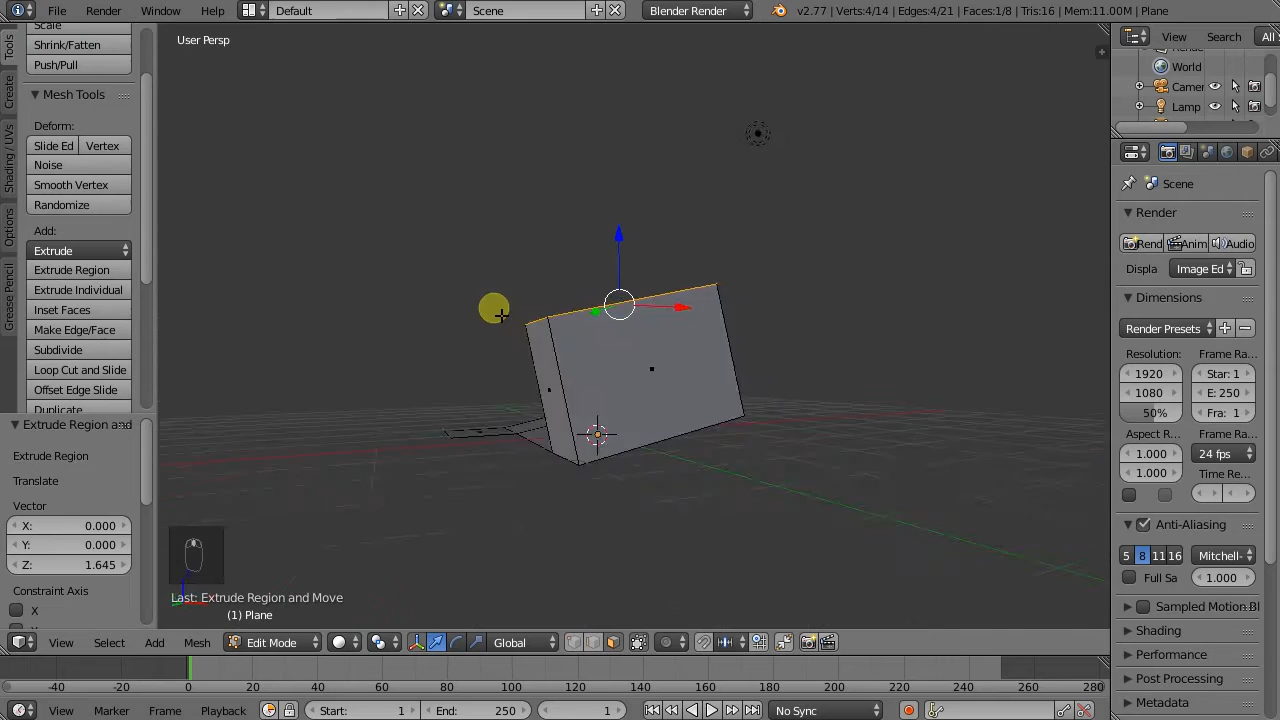 File Render Window Help Default Scene Blender Render v2.77 | Verts:4/14 | Edges:4/21 | Faces:1/8 | Tris:16 | Mem:11.00M | Plane
Tools
Create
Shading / UVs
Options
Grease Pencil
Scale
Shrink/Fatten
Push/Pull
Mesh Tools
Deform:
Slide Ed Vertex
Noise
Smooth Vertex
Randomize
Add:
Extrude
Extrude Region
Extrude Individual
Inset Faces
Make Edge/Face
Subdivide
Loop Cut and Slide
Offset Edge Slide
Duplicate
Extrude Region and
Extrude Region
Translate
Vector
X: 0.000
Y: 0.000
Z: 1.645
Constraint Axis
X
User Persp
Last: Extrude Region and Move
(1) Plane
View Search All
World
Camer
Lamp
Scene
Render
Rend Anim Audio
Displa Image Ed
Dimensions
Render Presets
Resolution: Frame Ra...
1920 Star: 1
1080 E: 250
50% Fra: 1
Aspect R... Frame Ra...
1.000 24 fps
1.000 Time Re...
Anti-Aliasing
5 8 11 16 Mitchell-
Full Sa 1.000
Sampled Motion Bl
Shading
Performance
Post Processing
Metadata
View Select Add Mesh Edit Mode Global
-40 -20 0 20 40 60 80 100 120 140 160 180 200 220 240 260 280
View Marker Frame Playback Start: 1 End: 250 1 No Sync